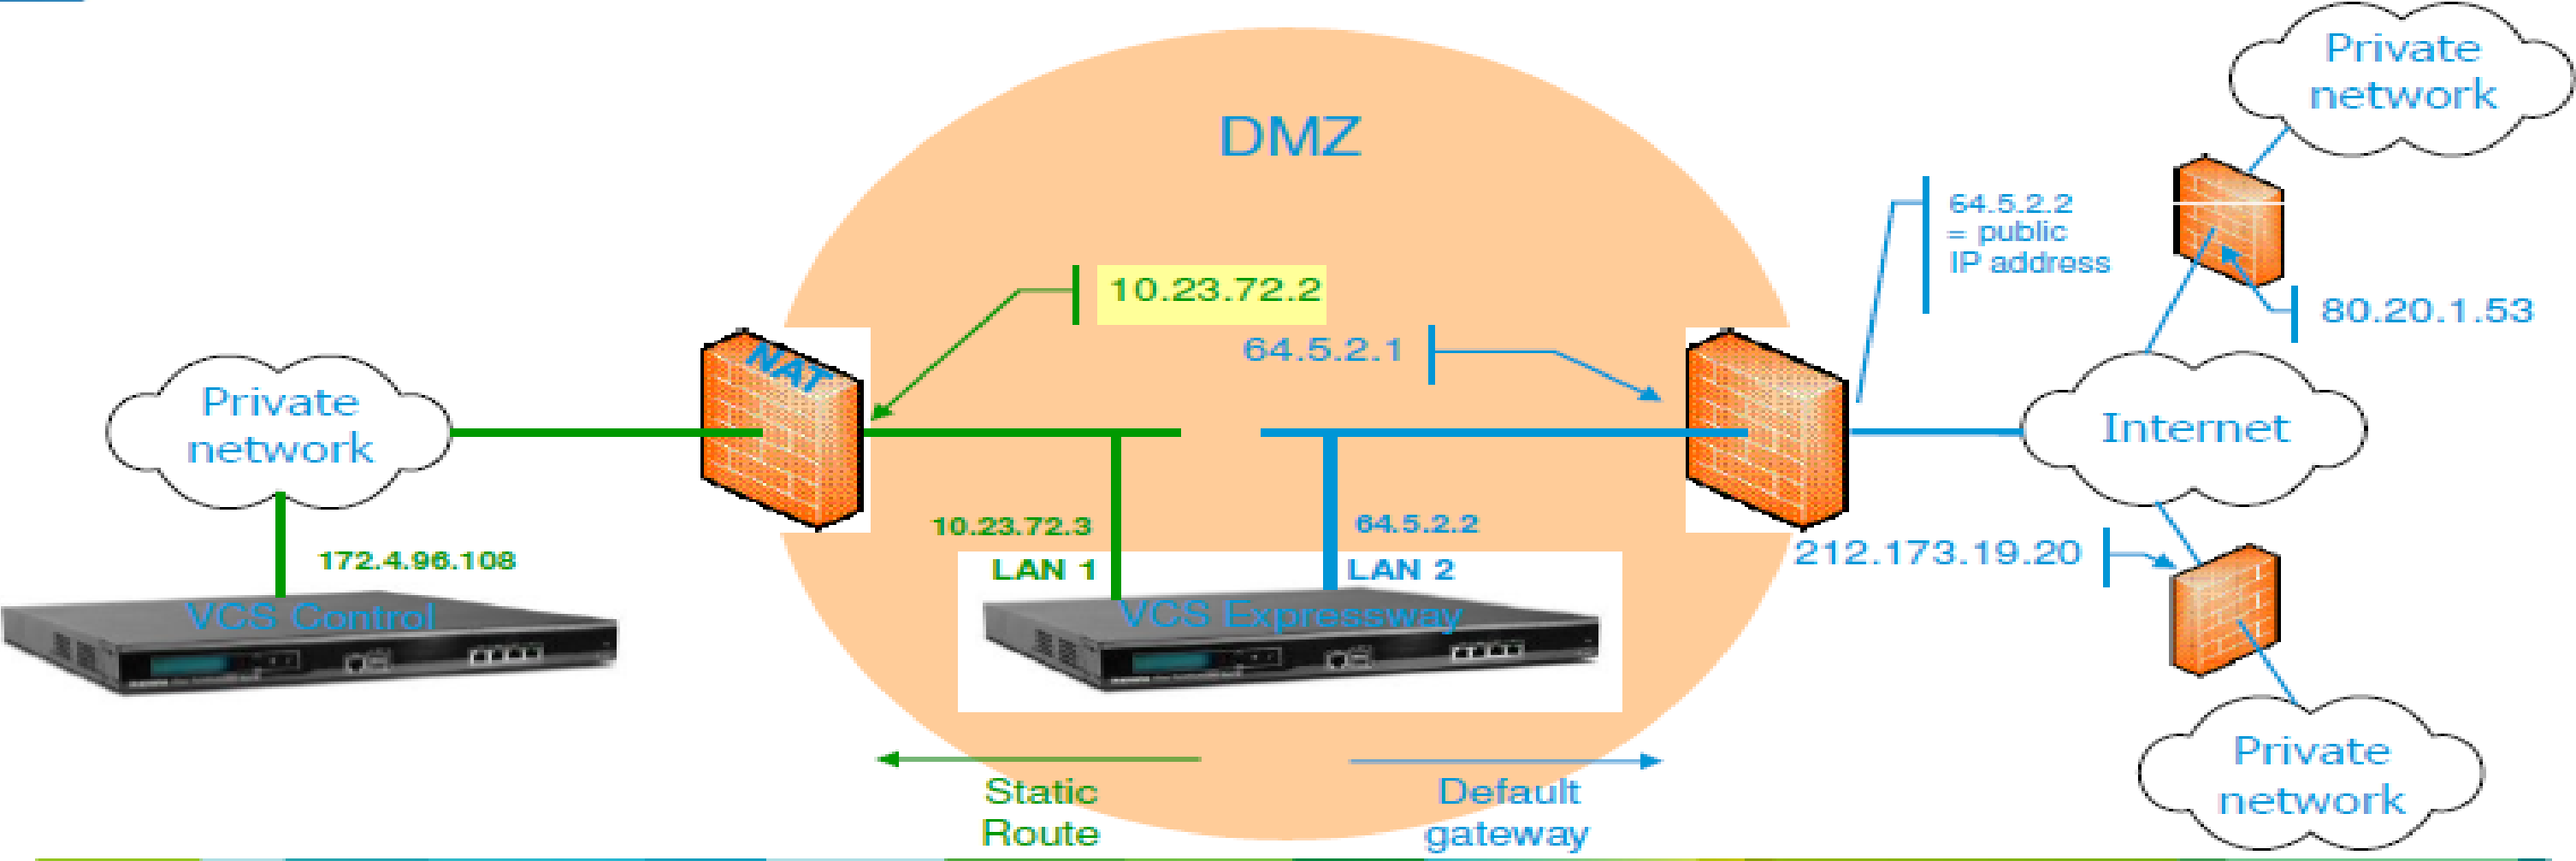 Private
network
DMZ
64.5.2.2
= public
IP address
10.23.72.2
80.20.1.53
64.5.2.1
NAT
Private
network
Internet
10.23.72.3
64.5.2.2
172.4.96.108
212.173.19.20
LAN 1
LAN 2
VCS Control
VCS Expressway
Static
Route
Default
gateway
Private
network